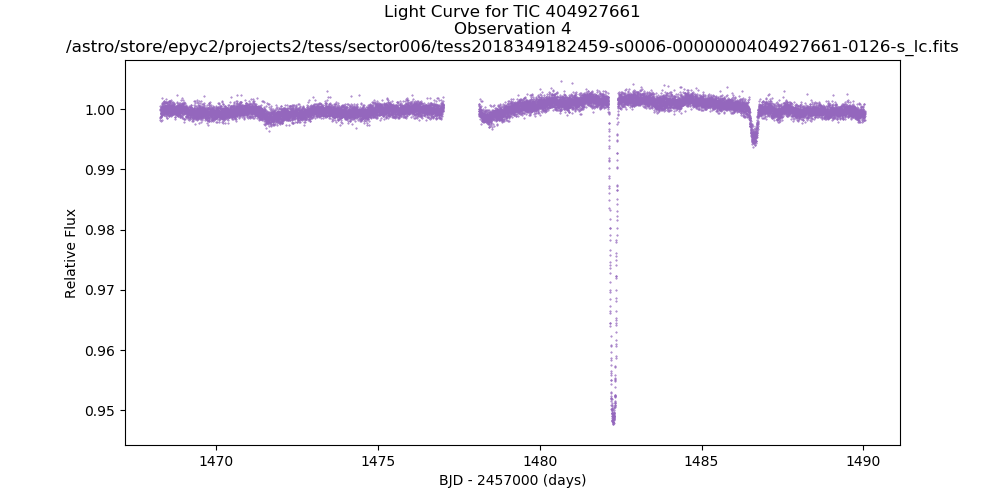 Light Curve for TIC 404927661
Observation 4
/astro/store/epyc2/projects2/tess/sector006/tess2018349182459-s0006-0000000404927661-0126-s_lc.fits
Relative Flux
1.00
0.99
0.98
0.97
0.96
0.95
1470
1475
1480
1485
1490
BJD - 2457000 (days)